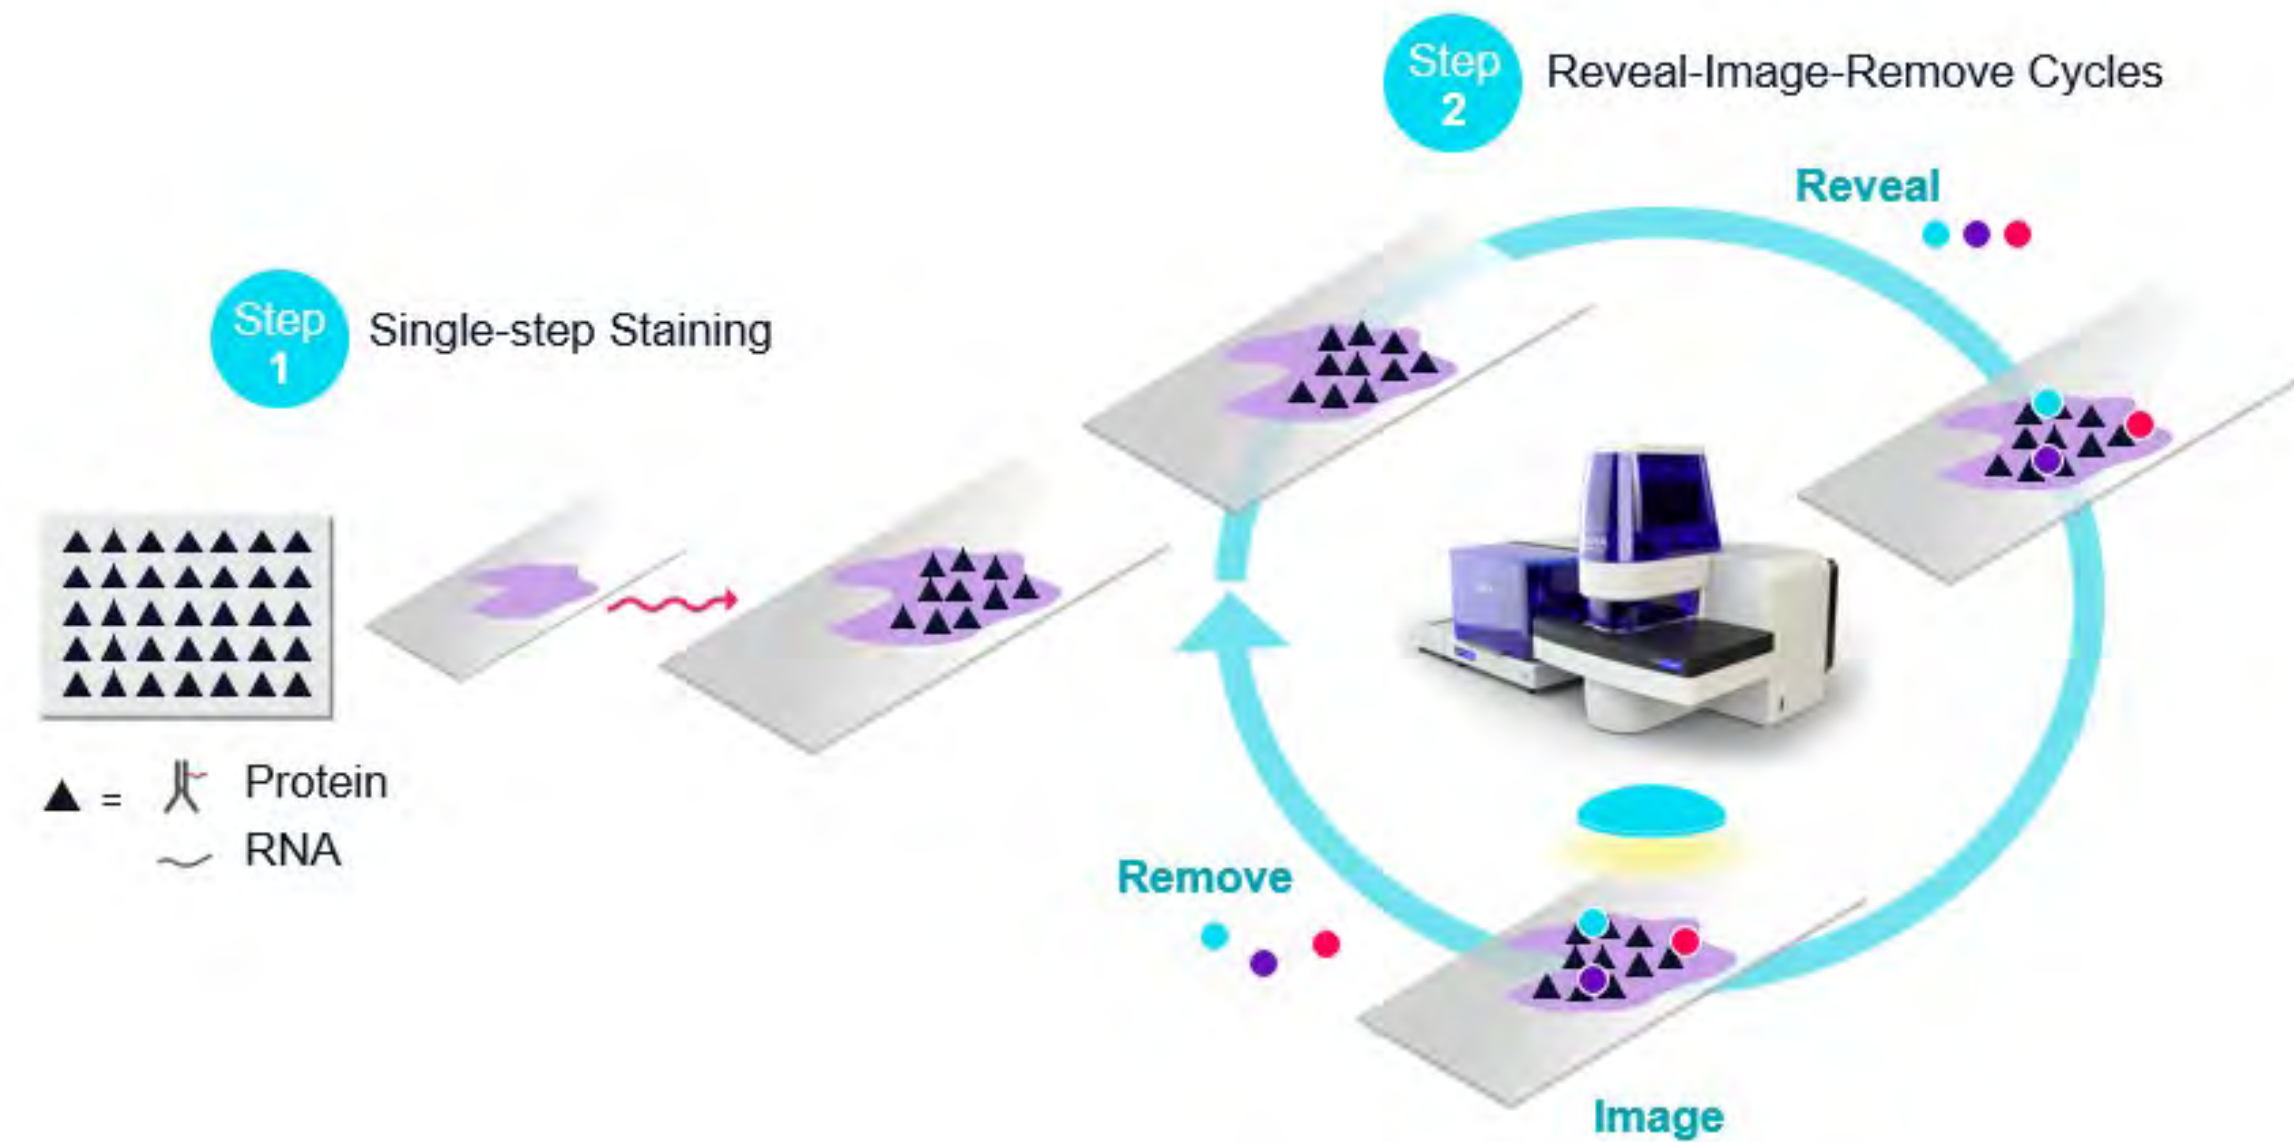 Step
1
Single-step Staining
=
Protein
RNA
Step
2
Reveal-Image-Remove Cycles
Reveal
Remove
Image